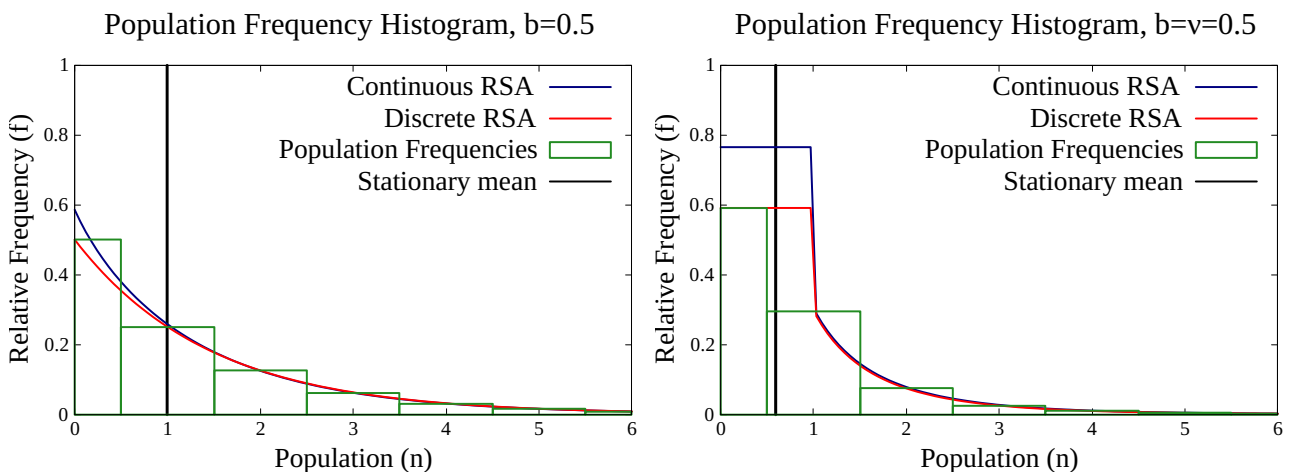 Population Frequency Histogram, b=0.5
Relative Frequency (f)
1
0.8
0.6
0.4
0.2
0
Continuous RSA
Discrete RSA
Population Frequencies
Stationary mean
0 1 2 3 4 5 6
Population (n)
Population Frequency Histogram, b=ν=0.5
Relative Frequency (f)
1
0.8
0.6
0.4
0.2
0
Continuous RSA
Discrete RSA
Population Frequencies
Stationary mean
0 1 2 3 4 5 6
Population (n)